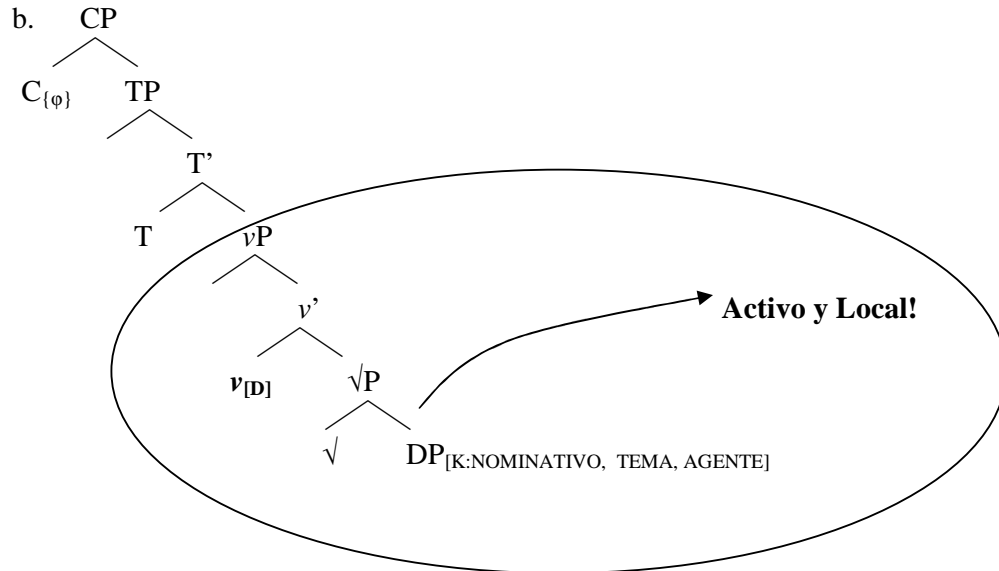 b. CP
C{φ} TP
T’
T vP
v’
Activo y Local!
v[D] √P
√ DP[K:NOMINATIVO, TEMA, AGENTE]